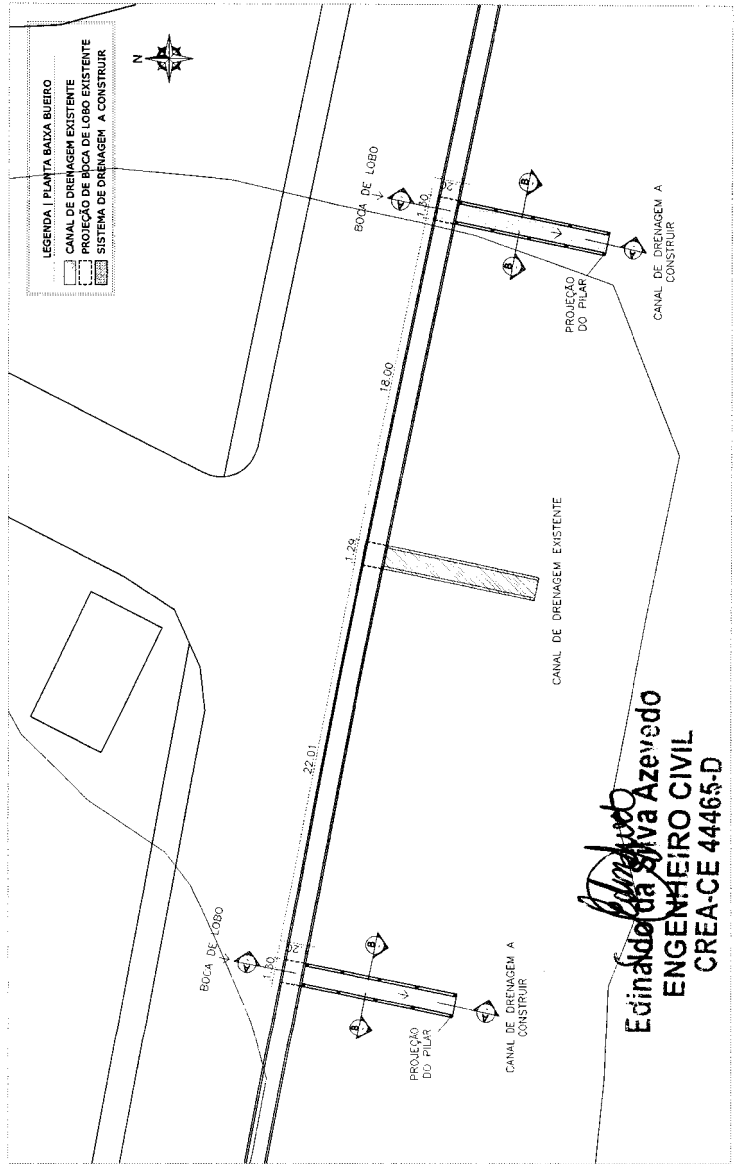 LEGENDA | PLANTA BAIXA BUEIRO
CANAL DE DRENAGEM EXISTENTE
PROJEÇÃO DE BOCA DE LOBO EXISTENTE
SISTEMA DE DRENAGEM A CONSTRUIR
N
BOCA DE LOBO
A
1.30
B
B
PROJEÇÃO
DO PILAR
A
CANAL DE DRENAGEM A
CONSTRUIR
22.01
1.29
CANAL DE DRENAGEM EXISTENTE
18.00
BOCA DE LOBO
A
1.30
B
B
PROJEÇÃO
DO PILAR
A
CANAL DE DRENAGEM A
CONSTRUIR
Edinaldo da Silva Azevedo
ENGENHEIRO CIVIL
CREA-CE 44465-D